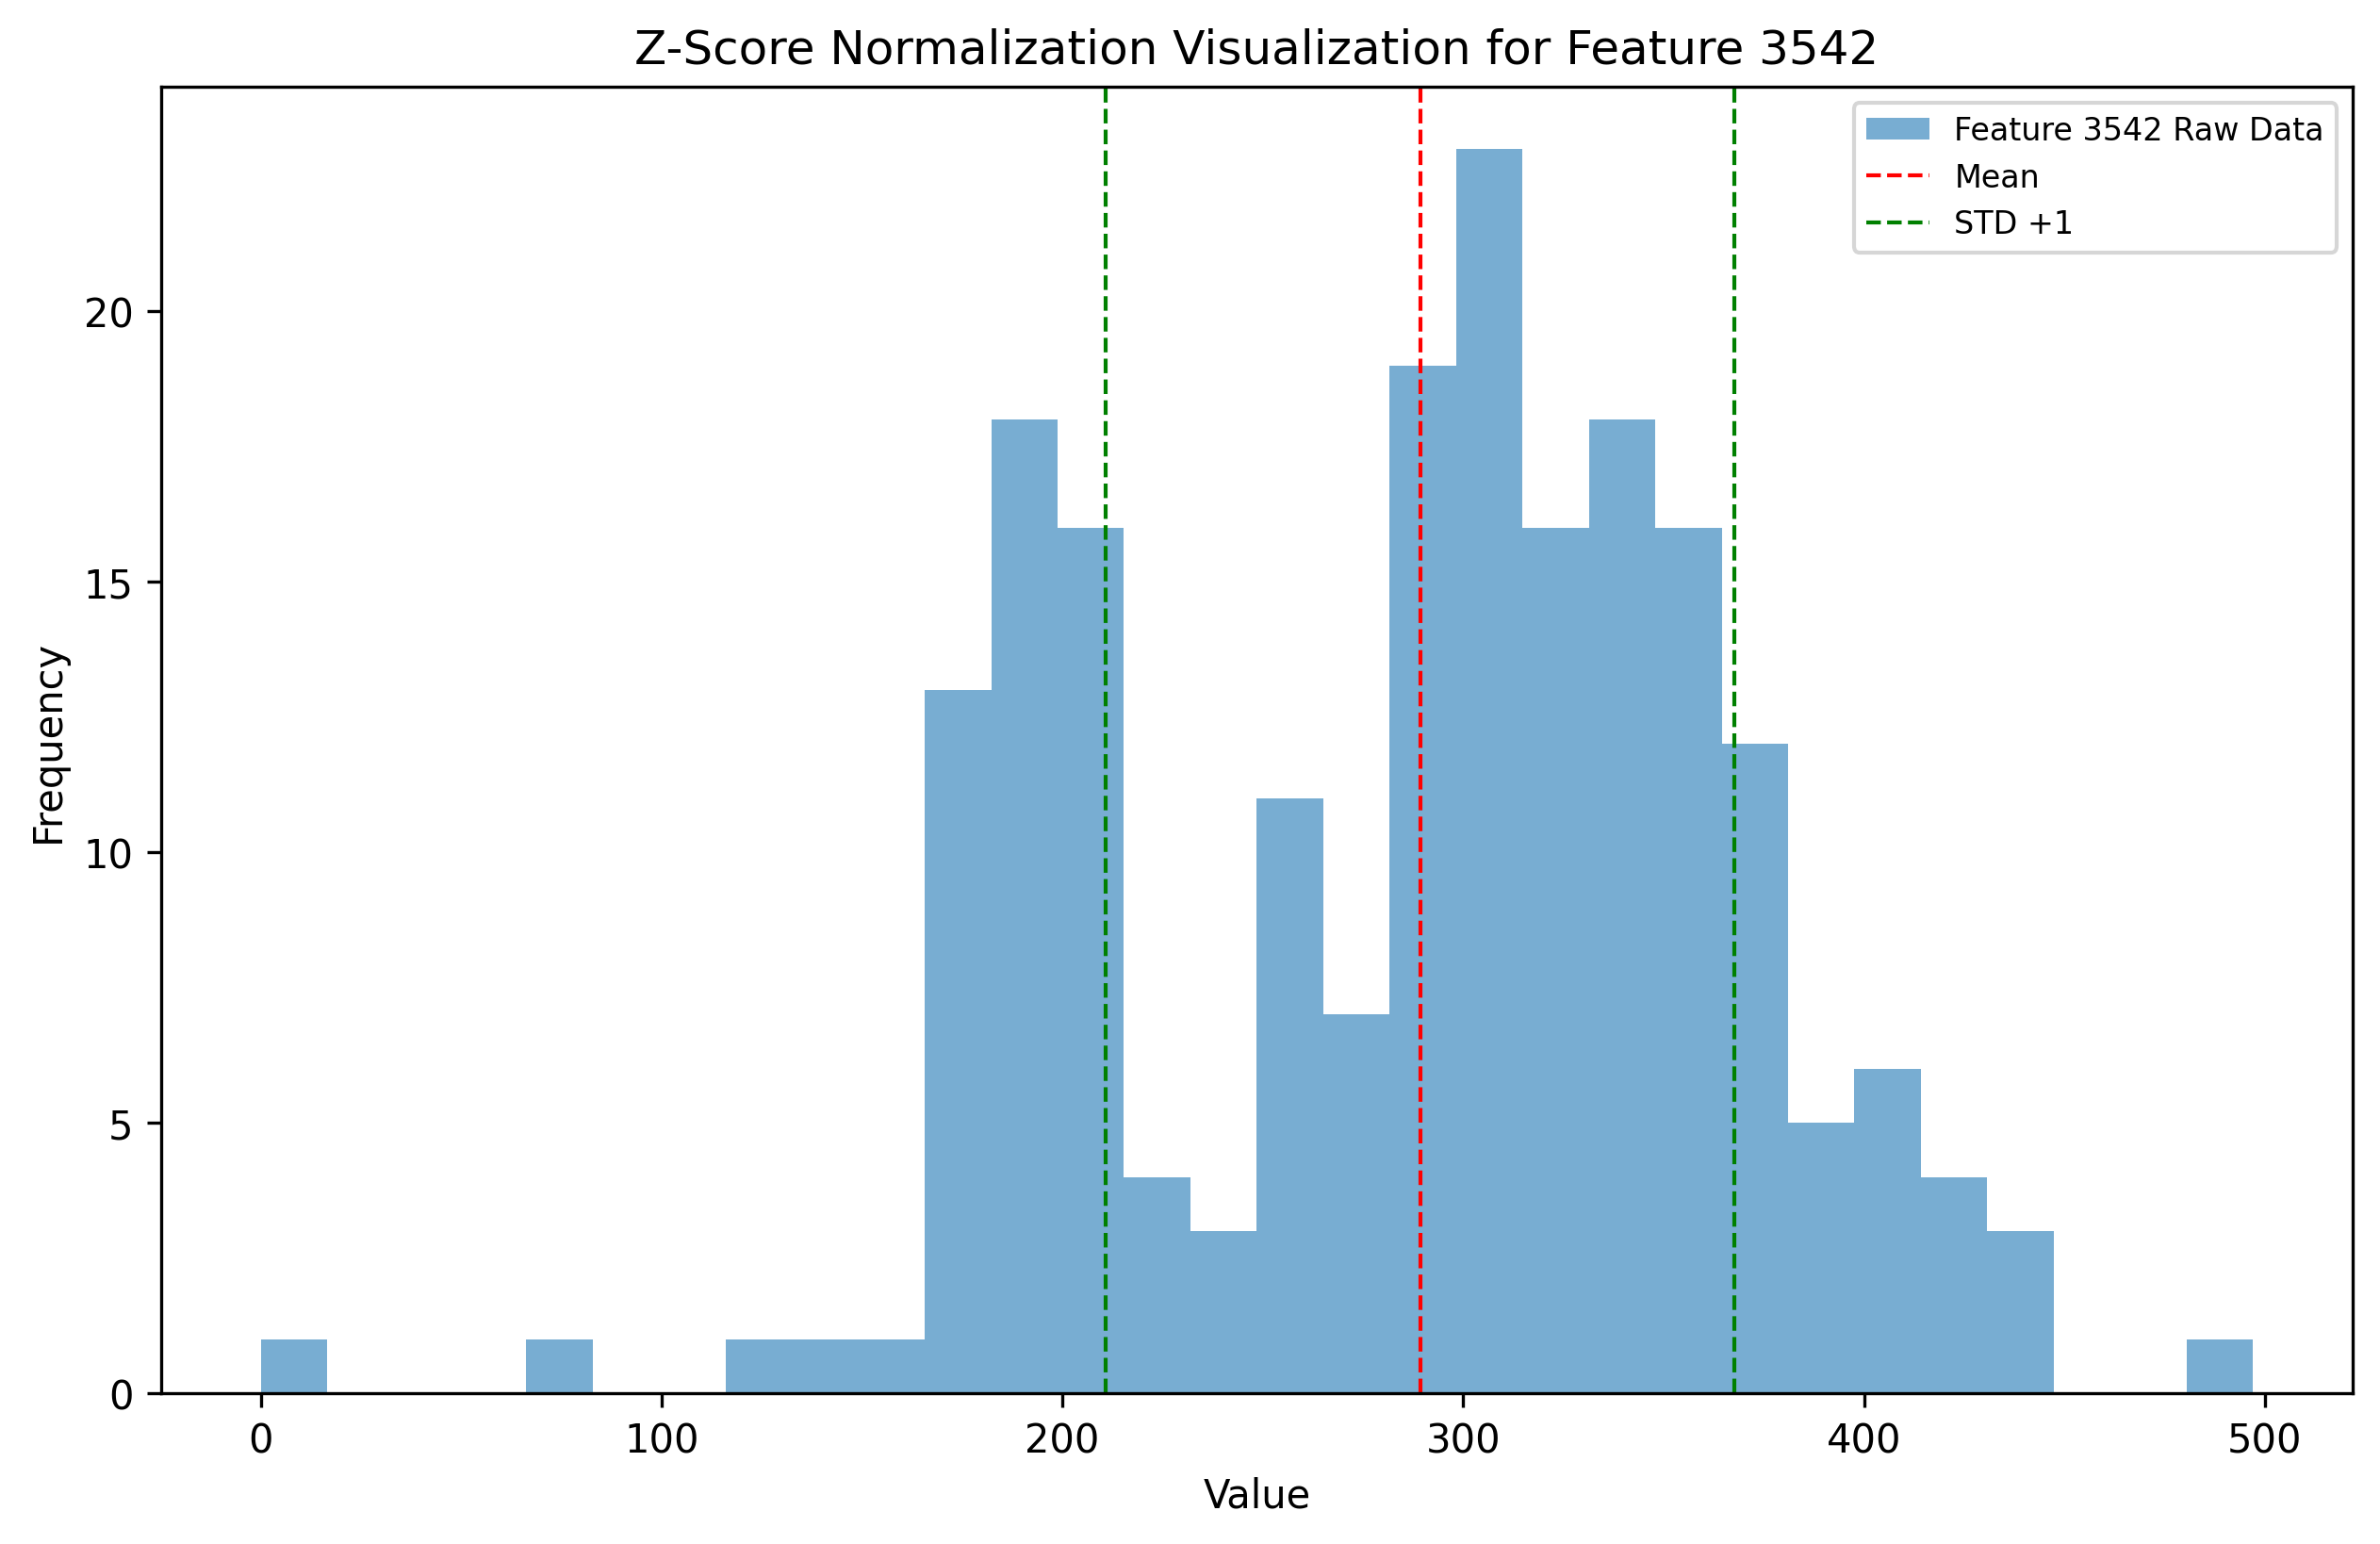 Z-Score Normalization Visualization for Feature 3542
Feature 3542 Raw Data
Mean
STD +1
Frequency
20
15
10
5
0
0 100 200 300 400 500
Value